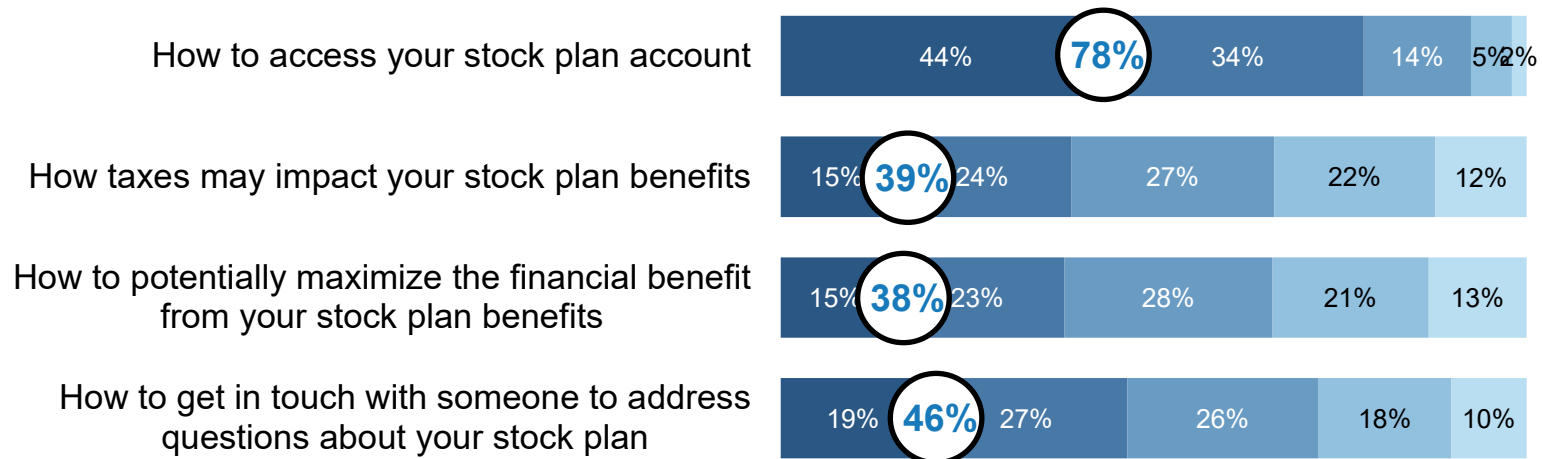 How to access your stock plan account
44% 78% 34% 14% 5% 2%
How taxes may impact your stock plan benefits
15% 39% 24% 27% 22% 12%
How to potentially maximize the financial benefit
from your stock plan benefits
15% 38% 23% 28% 21% 13%
How to get in touch with someone to address
questions about your stock plan
19% 46% 27% 26% 18% 10%